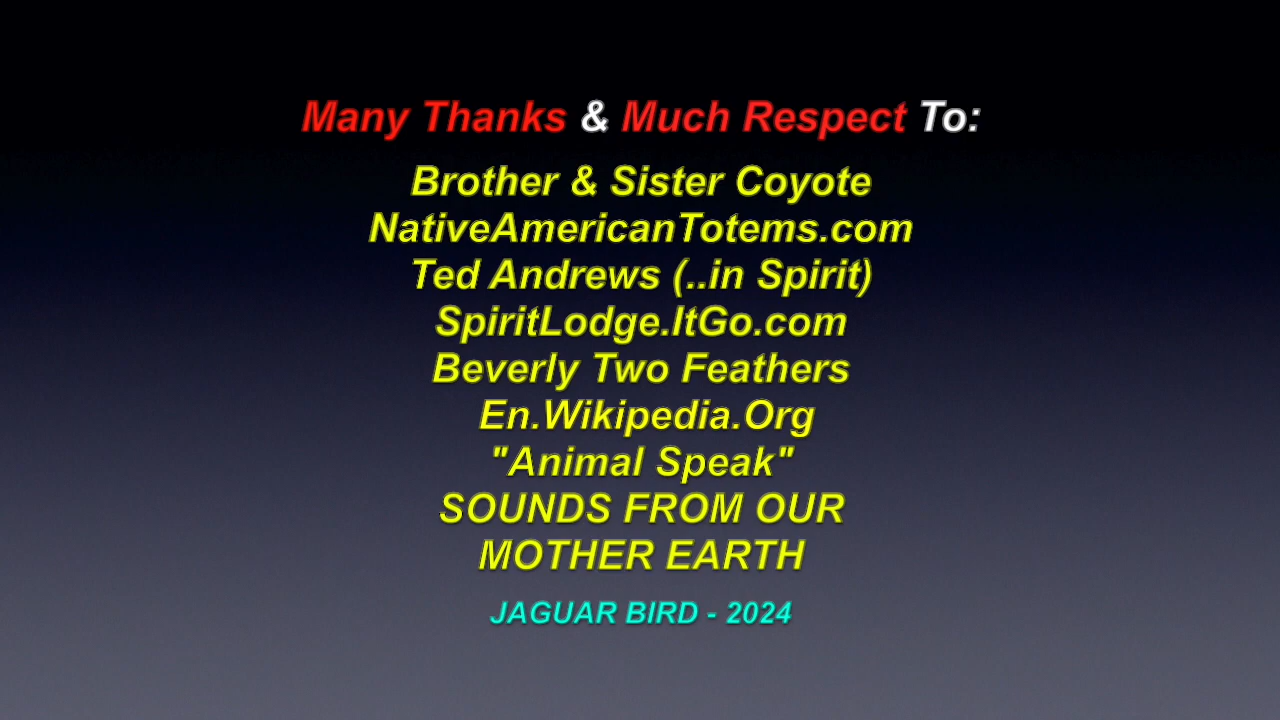 Many Thanks & Much Respect To:
Brother & Sister Coyote
NativeAmericanTotems.com
Ted Andrews (..in Spirit)
SpiritLodge.ItGo.com
Beverly Two Feathers
En.Wikipedia.Org
"Animal Speak"
SOUNDS FROM OUR
MOTHER EARTH
JAGUAR BIRD - 2024